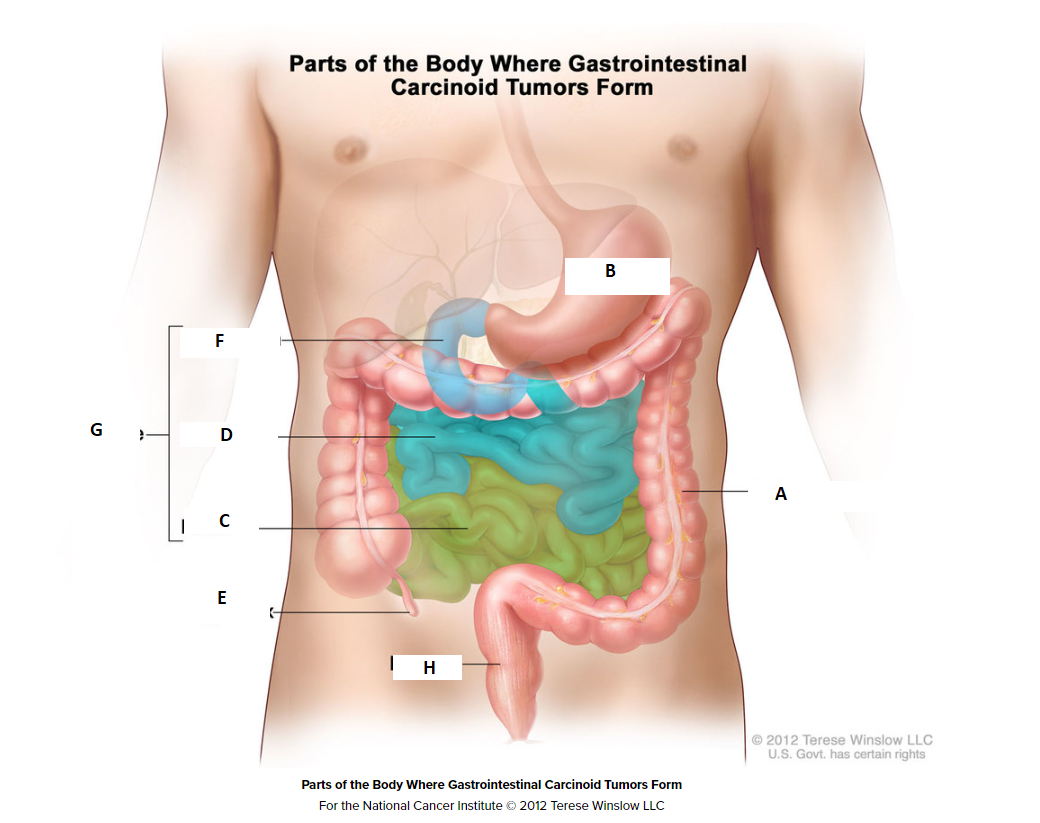 Parts of the Body Where Gastrointestinal
Carcinoid Tumors Form
B
F
G
D
A
C
E
H
© 2012 Terese Winslow LLC
U.S. Govt. has certain rights
Parts of the Body Where Gastrointestinal Carcinoid Tumors Form
For the National Cancer Institute © 2012 Terese Winslow LLC